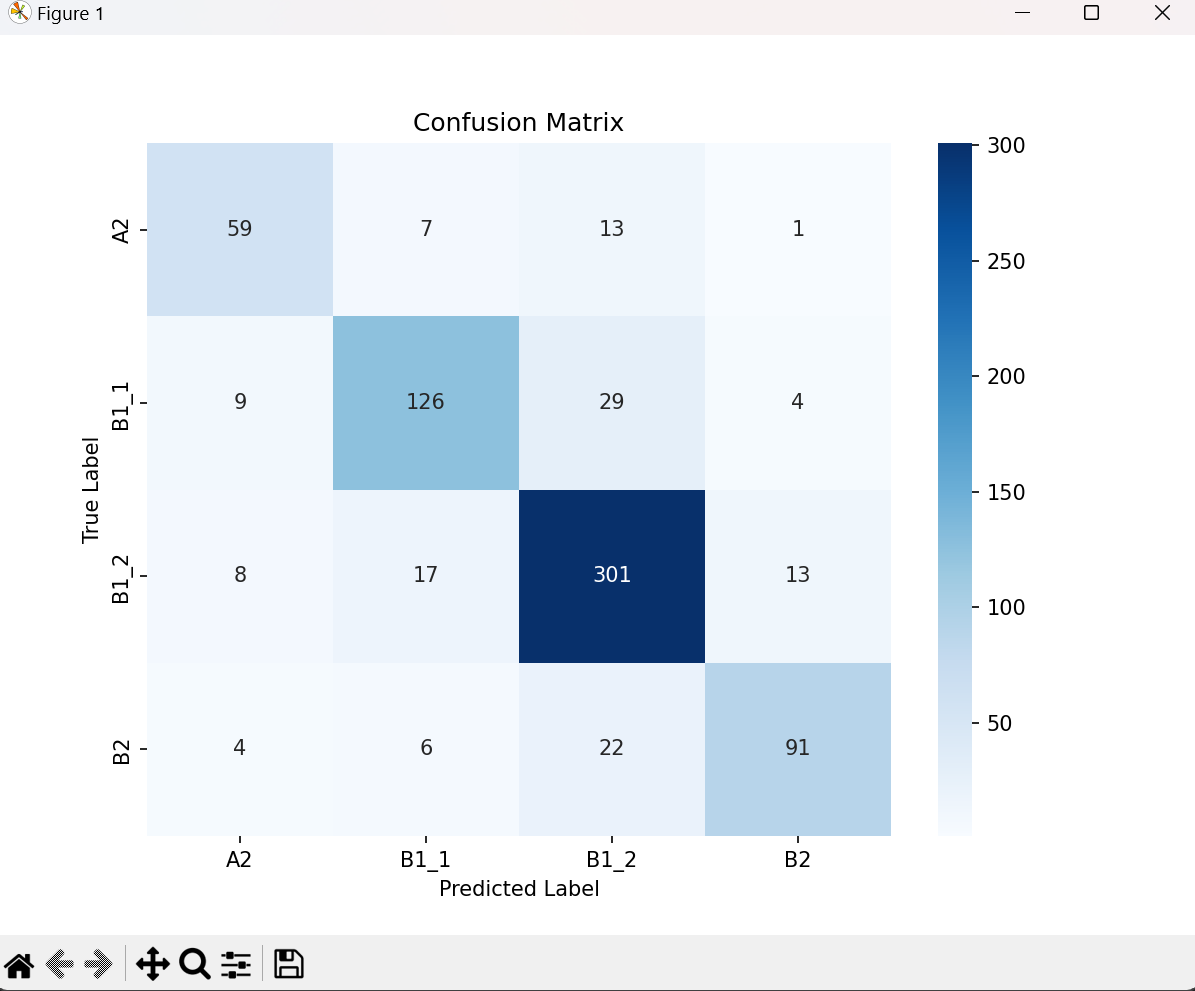 Figure 1
Confusion Matrix
300
250
200
150
100
50
True Label
A2
59 7 13 1
B1_1
9 126 29 4
B1_2
8 17 301 13
B2
4 6 22 91
A2 B1_1 B1_2 B2
Predicted Label